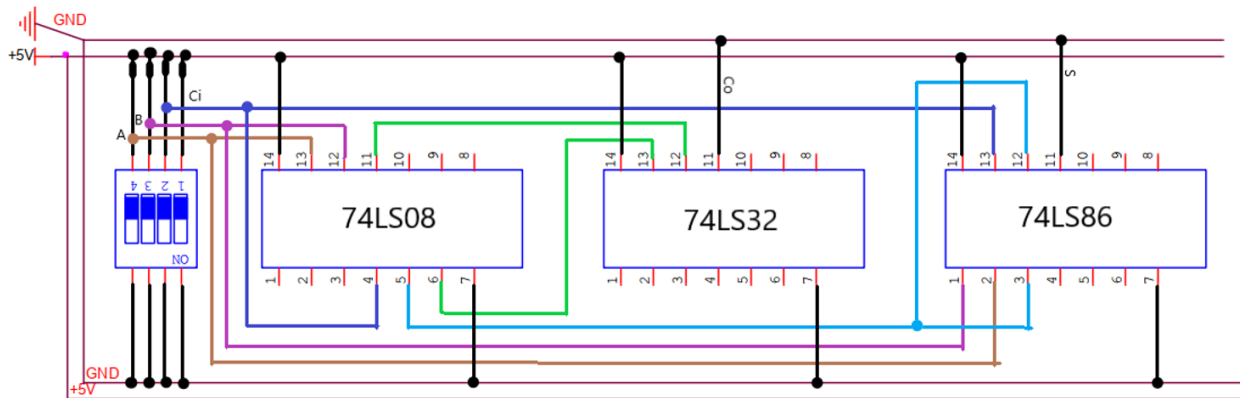 GND
+5V
Ci
B
A
Co
S
14 13 12 11 10 9 8
14 13 12 11 10 9 8
14 13 12 11 10 9 8
4 3 2 1
ON
74LS08
74LS32
74LS86
1 2 3 4 5 6 7
1 2 3 4 5 6 7
1 2 3 4 5 6 7
GND
+5V